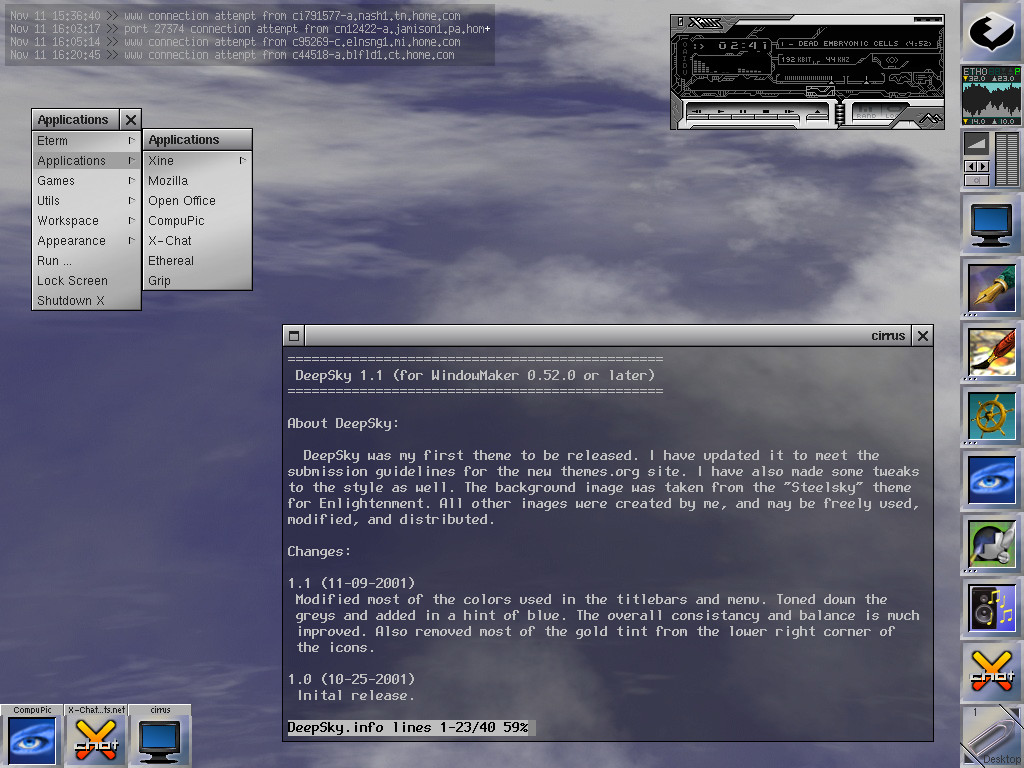 Nov 11 15:36:40 >> www connection attempt from ci791577-a.nash1.tn.home.com
Nov 11 16:03:17 >> port 27374 connection attempt from cn12422-a.jamison1.pa.hom+
Nov 11 16:05:14 >> www connection attempt from c95269-c.elnsng1.mi.home.com
Nov 11 16:20:45 >> www connection attempt from c44518-a.blfld1.ct.home.com
02:41
- DEAD EMBRYONIC CELLS (4:52)
192 KBIT, 44 KHZ
ETH0 P
32.0 23.0
14.0 10.0
Applications
Eterm
Applications
Games
Utils
Workspace
Appearance
Run ...
Lock Screen
Shutdown X
Applications
Xine
Mozilla
Open Office
CompuPic
X-Chat
Ethereal
Grip
cirrus
===============================================
DeepSky 1.1 (for WindowMaker 0.52.0 or later)
===============================================
About DeepSky:
DeepSky was my first theme to be released. I have updated it to meet the
submission guidelines for the new themes.org site. I have also made some tweaks
to the style as well. The background image was taken from the "Steelsky" theme
for Enlightenment. All other images were created by me, and may be freely used,
modified, and distributed.
Changes:
1.1 (11-09-2001)
Modified most of the colors used in the titlebars and menu. Toned down the
greys and added in a hint of blue. The overall consistancy and balance is much
improved. Also removed most of the gold tint from the lower right corner of
the icons.
1.0 (10-25-2001)
Inital release.
DeepSky.info lines 1-23/40 59%
CompuPic
X-Chat...ts.net
cirrus
chat
chat
1
Desktop